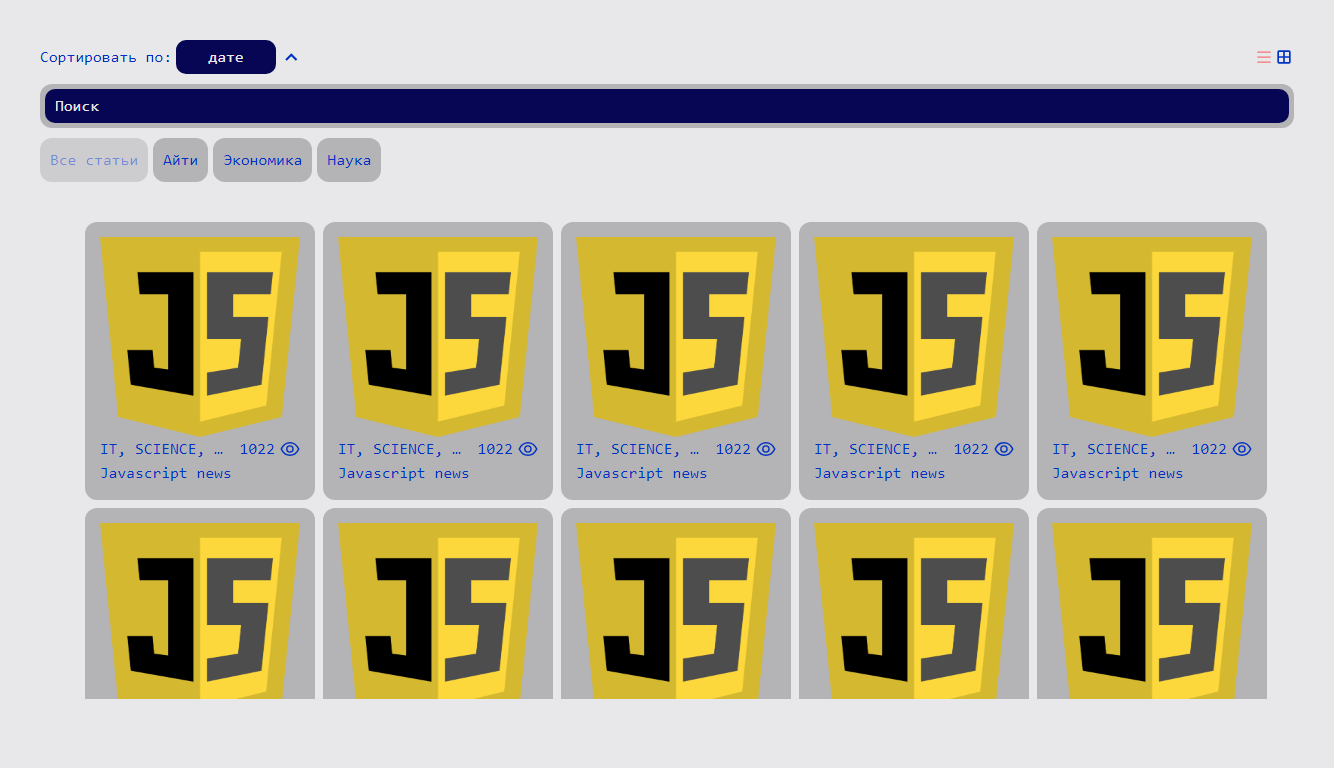 Сортировать по: дате
Поиск
Все статьи Айти Экономика Наука
JS JS JS JS JS
IT, SCIENCE, … 1022 IT, SCIENCE, … 1022 IT, SCIENCE, … 1022 IT, SCIENCE, … 1022 IT, SCIENCE, … 1022
Javascript news Javascript news Javascript news Javascript news Javascript news
JS JS JS JS JS